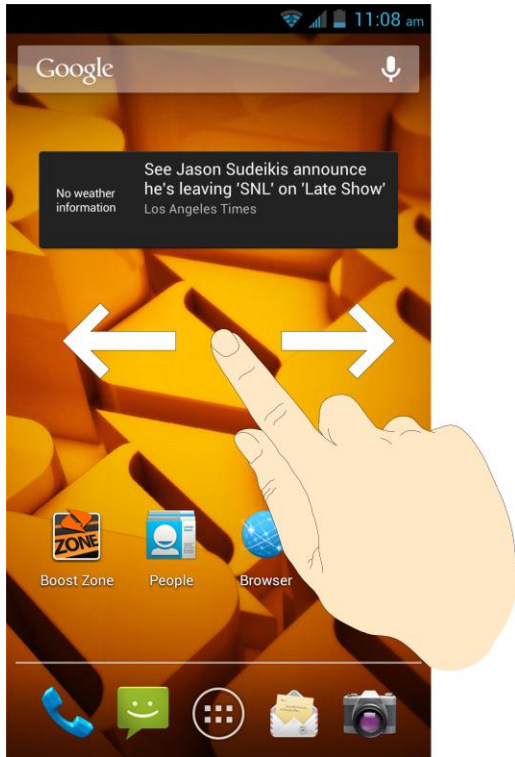 11:08 am
Google
See Jason Sudeikis announce
he's leaving 'SNL' on 'Late Show'
No weather
information
Los Angeles Times
ZONE
Boost Zone
People
Browser